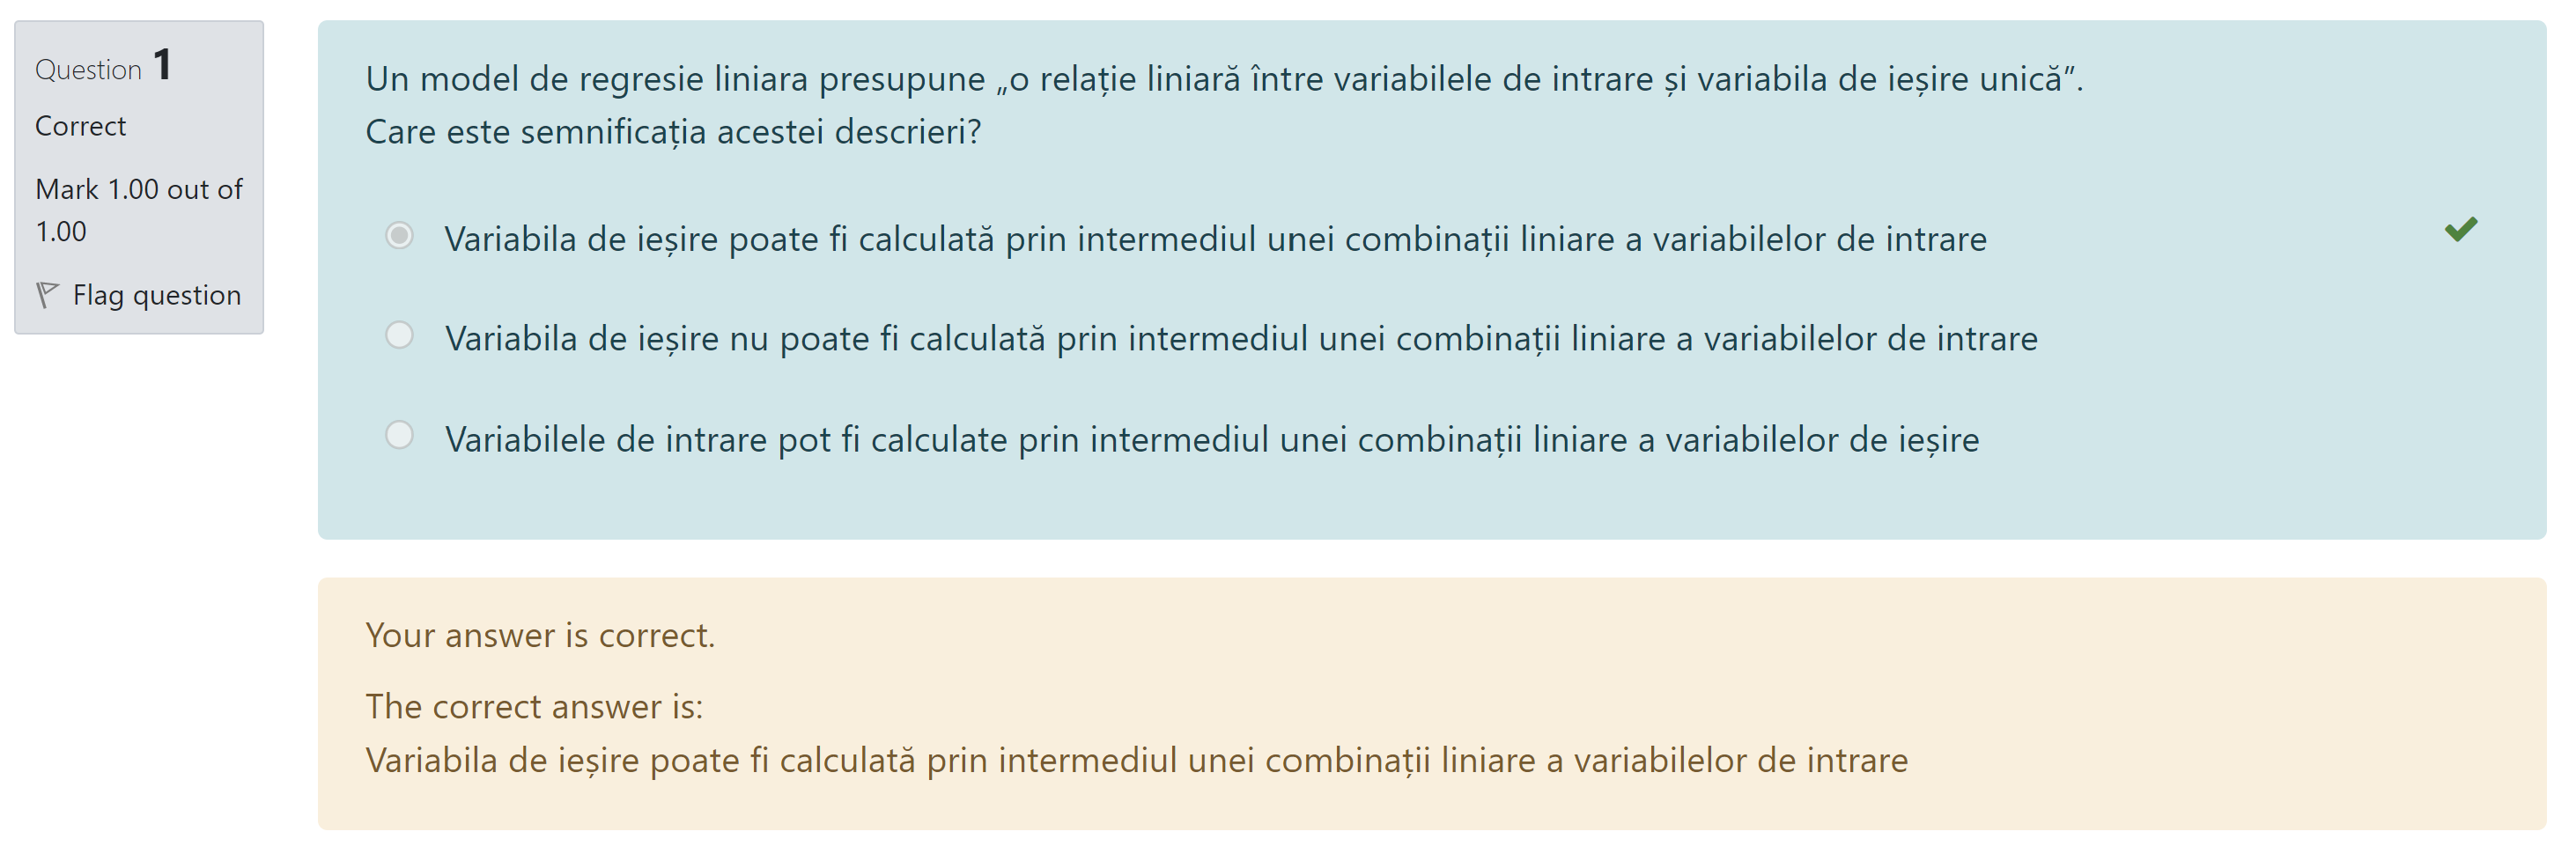 Question 1
Correct
Mark 1.00 out of
1.00
Flag question
Un model de regresie liniara presupune „o relație liniară între variabilele de intrare și variabila de ieșire unică”.
Care este semnificația acestei descrieri?
Variabila de ieșire poate fi calculată prin intermediul unei combinații liniare a variabilelor de intrare
Variabila de ieșire nu poate fi calculată prin intermediul unei combinații liniare a variabilelor de intrare
Variabilele de intrare pot fi calculate prin intermediul unei combinații liniare a variabilelor de ieșire
Your answer is correct.
The correct answer is:
Variabila de ieșire poate fi calculată prin intermediul unei combinații liniare a variabilelor de intrare